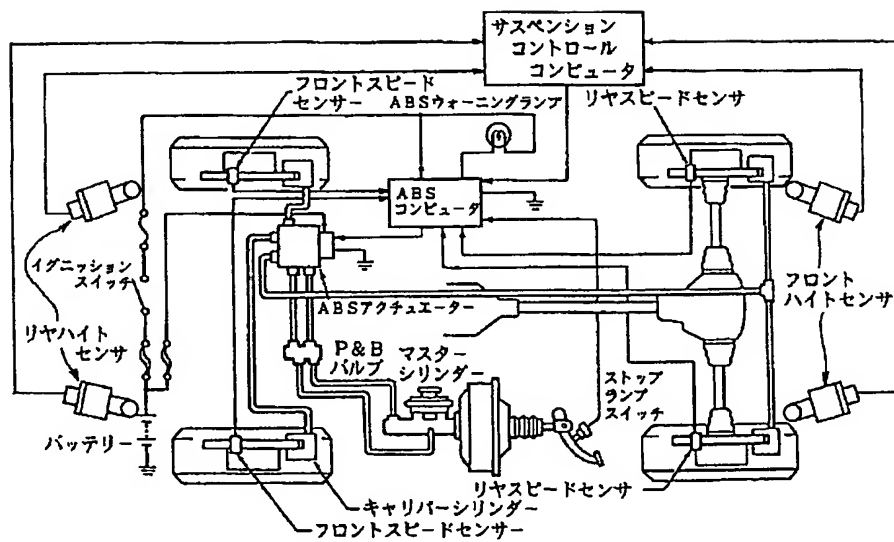 サスペンション
コントロール
コンピュータ
フロントスピード
センサー
ABSウォーニングランプ
リヤスピードセンサ
ABS
コンピュータ
イグニッション
スイッチ
リヤハイト
センサ
ABSアクチュエーター
フロント
ハイトセンサ
P&B
バルブ
マスター
シリンダー
ストップ
ランプ
スイッチ
バッテリー
リヤスピードセンサ
キャリパーシリンダー
フロントスピードセンサー